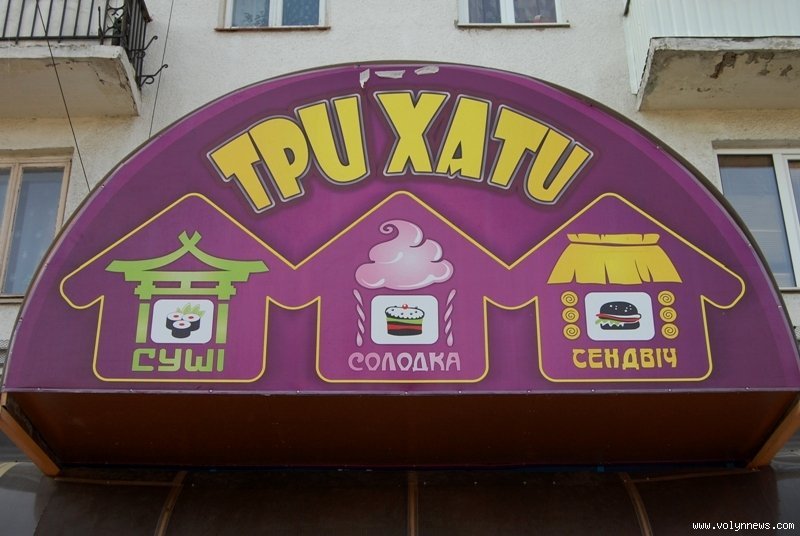 ТРИ ХАТИ
СУШІ
СОЛОДКА
СЕНДВІЧ
www.volynnews.com